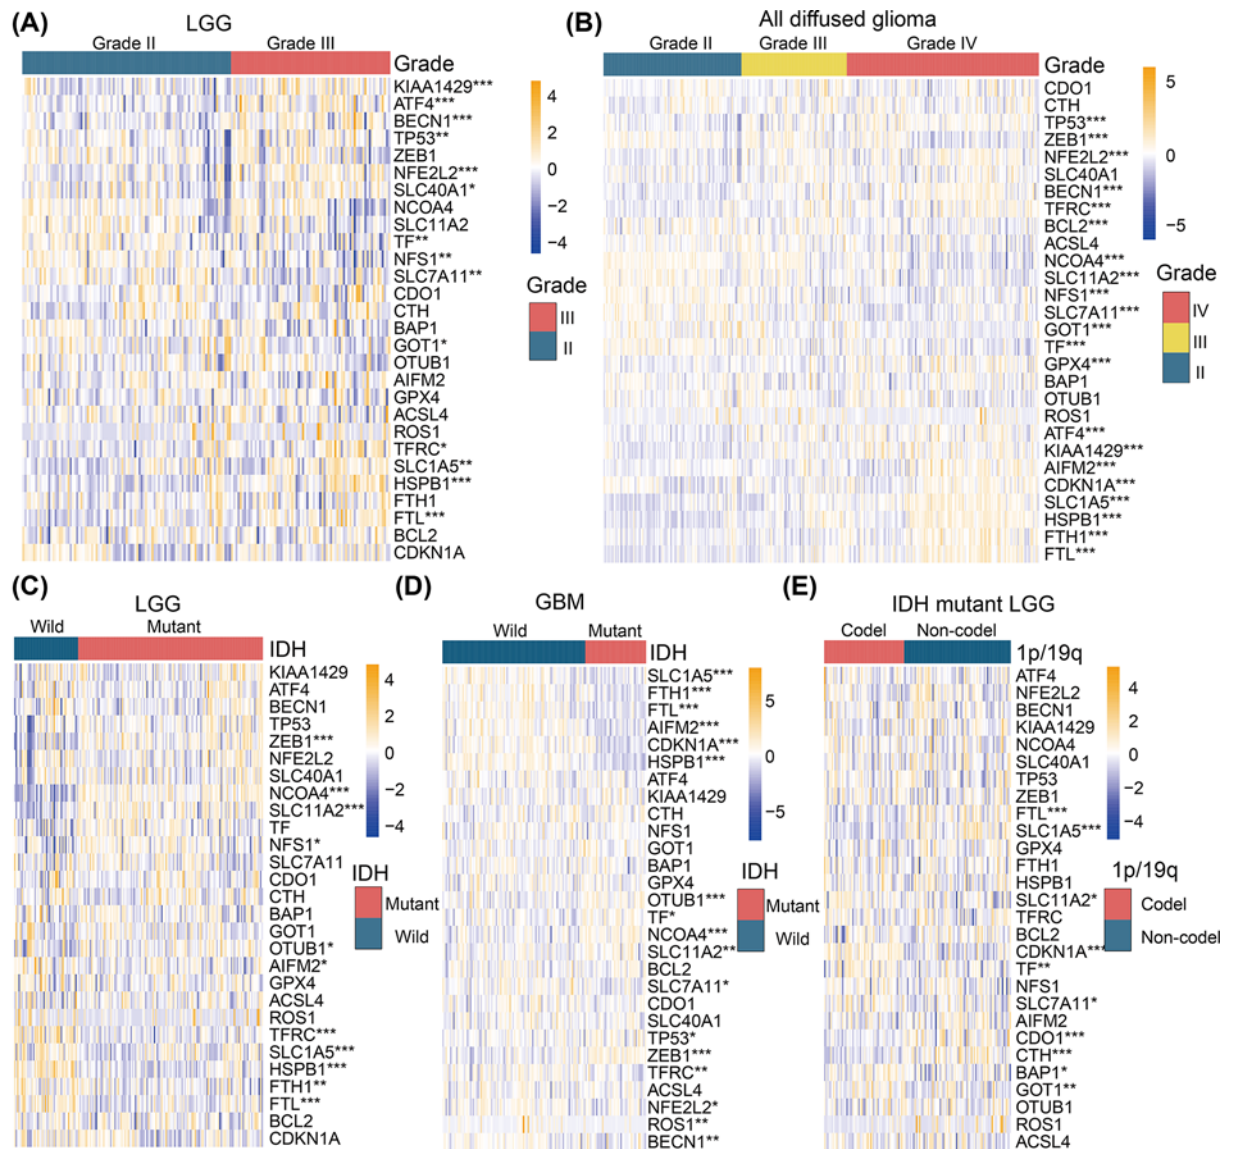 (A)
LGG
Grade II
Grade III
Grade
KIAA1429***
ATF4***
BECN1***
TP53**
ZEB1
NFE2L2***
SLC40A1*
NCOA4
SLC11A2
TF**
NFS1**
SLC7A11**
CDO1
CTH
BAP1
GOT1*
OTUB1
AIFM2
GPX4
ACSL4
ROS1
TFRC*
SLC1A5**
HSPB1***
FTH1
FTL***
BCL2
CDKN1A
4
2
0
−2
−4
Grade
III
II
(B)
All diffused glioma
Grade II
Grade III
Grade IV
Grade
CDO1
CTH
TP53***
ZEB1***
NFE2L2***
SLC40A1
BECN1***
TFRC***
BCL2***
ACSL4
NCOA4***
SLC11A2***
NFS1***
SLC7A11***
GOT1***
TF***
GPX4***
BAP1
OTUB1
ROS1
ATF4***
KIAA1429***
AIFM2***
CDKN1A***
SLC1A5***
HSPB1***
FTH1***
FTL***
5
0
−5
Grade
IV
III
II
(C)
LGG
Wild
Mutant
IDH
KIAA1429
ATF4
BECN1
TP53
ZEB1***
NFE2L2
SLC40A1
NCOA4***
SLC11A2***
TF
NFS1*
SLC7A11
CDO1
CTH
BAP1
GOT1
OTUB1*
AIFM2*
GPX4
ACSL4
ROS1
TFRC***
SLC1A5***
HSPB1***
FTH1**
FTL***
BCL2
CDKN1A
4
2
0
−2
−4
IDH
Mutant
Wild
(D)
GBM
Wild
Mutant
IDH
SLC1A5***
FTH1***
FTL***
AIFM2***
CDKN1A***
HSPB1***
ATF4
KIAA1429
CTH
NFS1
GOT1
BAP1
GPX4
OTUB1***
TF*
NCOA4***
SLC11A2**
BCL2
SLC7A11*
CDO1
SLC40A1
TP53*
ZEB1***
TFRC**
ACSL4
NFE2L2*
ROS1**
BECN1**
5
0
−5
IDH
Mutant
Wild
(E)
IDH mutant LGG
Codel
Non-codel
1p/19q
ATF4
NFE2L2
BECN1
KIAA1429
NCOA4
SLC40A1
TP53
ZEB1
FTL***
SLC1A5***
GPX4
FTH1
HSPB1
SLC11A2*
TFRC
BCL2
CDKN1A***
TF**
NFS1
SLC7A11*
AIFM2
CDO1***
CTH***
BAP1*
GOT1**
OTUB1
ROS1
ACSL4
4
2
0
−2
−4
1p/19q
Codel
Non-codel